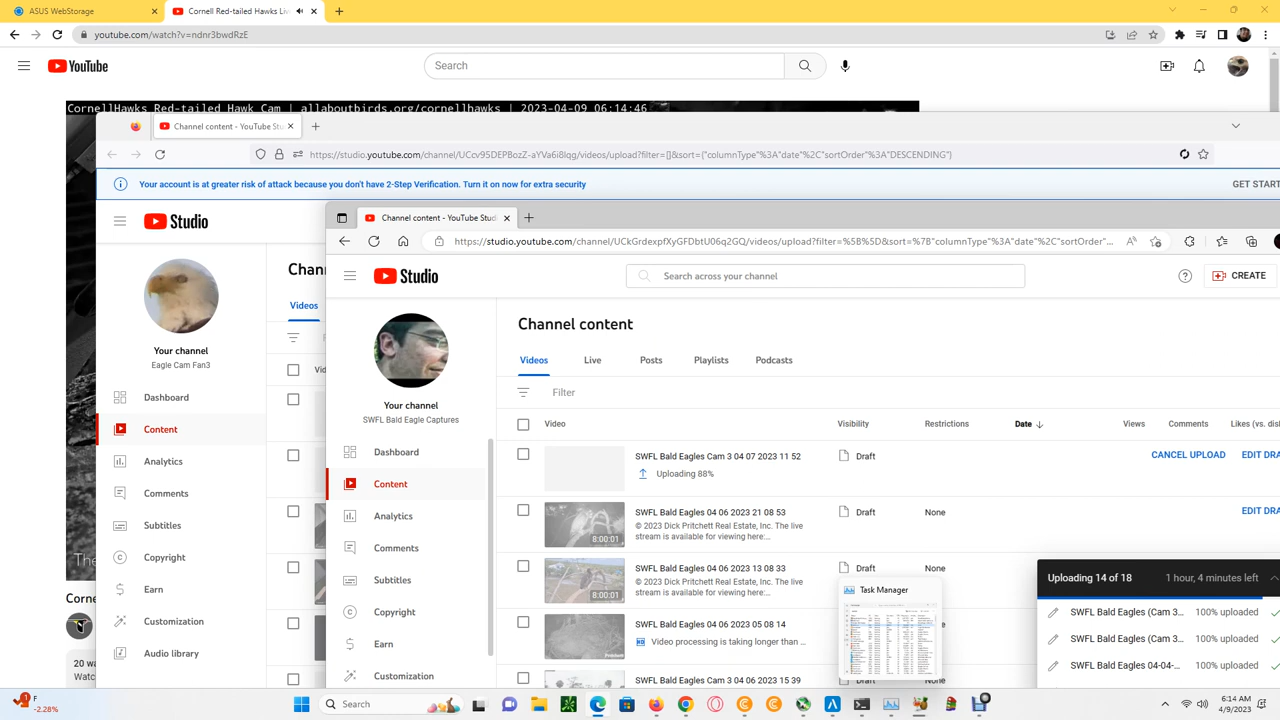 ASUS WebStorage
Cornell Red-tailed Hawks Liv
youtube.com/watch?v=ndnr3bwdRzE
YouTube
Search
CornellHawks Red-tailed Hawk Cam | allaboutbirds.org/cornellhawks | 2023-04-09 06:14:46
Channel content - YouTube Stu
https://studio.youtube.com/channel/UCov95DEPBozZ-aYVa6i8lqg/videos/upload?filter=[]&sort={"columnType"%3A"date"%2C"sortOrder"%3A"DESCENDING"}
Your account is at greater risk of attack because you don't have 2-Step Verification. Turn it on now for extra security
GET START
Studio
Chan
Videos
Your channel
Eagle Cam Fan3
Dashboard
Content
Analytics
Comments
Subtitles
Copyright
Earn
Customization
Audio library
The
Cornel
20 wa
Watc
Channel content - YouTube Stud
https://studio.youtube.com/channel/UCkGrdexpfXyGFDbtU06q2GQ/videos/upload?filter=%5B%5D&sort=%7B"columnType"%3A"date"%2C"sortOrder"%3...
Studio
Search across your channel
CREATE
Your channel
SWFL Bald Eagle Captures
Dashboard
Content
Analytics
Comments
Subtitles
Copyright
Earn
Customization
Channel content
Videos
Live
Posts
Playlists
Podcasts
Filter
Video
Visibility
Restrictions
Date
Views
Comments
Likes (vs. disl
SWFL Bald Eagles Cam 3 04 07 2023 11 52
Uploading 88%
Draft
CANCEL UPLOAD
EDIT DRA
SWFL Bald Eagles 04 06 2023 21 08 53
© 2023 Dick Pritchett Real Estate, Inc. The live
stream is available for viewing here:...
8:00:01
Draft
None
EDIT DRA
SWFL Bald Eagles 04 06 2023 13 08 33
© 2023 Dick Pritchett Real Estate, Inc. The live
stream is available for viewing here:...
8:00:01
Draft
None
SWFL Bald Eagles 04 06 2023 05 08 14
Video processing is taking longer than ...
SWFL Bald Eagles Cam 3 04 06 2023 15 39
Draft
None
Task Manager
Uploading 14 of 18
1 hour, 4 minutes left
SWFL Bald Eagles (Cam 3...
100% uploaded
SWFL Bald Eagles (Cam 3...
100% uploaded
SWFL Bald Eagles 04-04-...
100% uploaded
F
-2.28%
Search
6:14 AM
4/9/2023